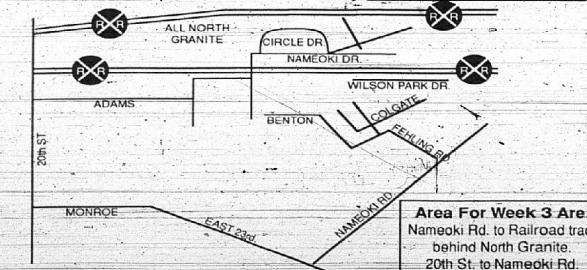 R R
R R
ALL NORTH
GRANITE
CIRCLE DR.
NAMEOKI DR.
R R
R R
WILSON PARK DR.
ADAMS
COLGATE
BENTON
FEHLING RD.
20th ST.
NAMEOKI RD.
MONROE
EAST 23rd.
Area For Week 3 Are
Nameoki Rd. to Railroad tra
behind North Granite.
20th St. to Nameoki Rd.